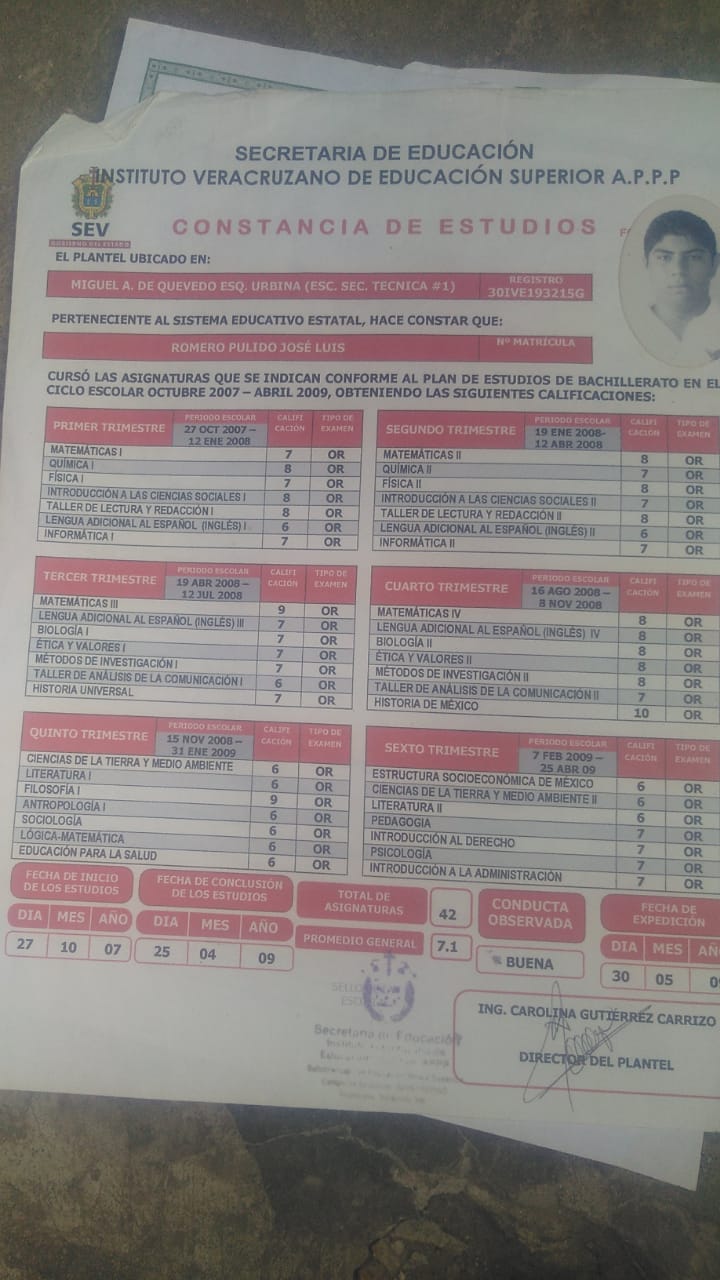 SECRETARIA DE EDUCACIÓN
INSTITUTO VERACRUZANO DE EDUCACIÓN SUPERIOR A.P.P.P
SEV
GOBIERNO DEL ESTADO
CONSTANCIA DE ESTUDIOS
EL PLANTEL UBICADO EN:
MIGUEL A. DE QUEVEDO ESQ. URBINA (ESC. SEC. TECNICA #1)
REGISTRO
30IVE193215G
PERTENECIENTE AL SISTEMA EDUCATIVO ESTATAL, HACE CONSTAR QUE:
ROMERO PULIDO JOSÉ LUIS
Nº MATRÍCULA
CURSÓ LAS ASIGNATURAS QUE SE INDICAN CONFORME AL PLAN DE ESTUDIOS DE BACHILLERATO EN EL
CICLO ESCOLAR OCTUBRE 2007 – ABRIL 2009, OBTENIENDO LAS SIGUIENTES CALIFICACIONES:
PRIMER TRIMESTRE PERIODO ESCOLAR 27 OCT 2007 – 12 ENE 2008 CALIFI CACIÓN TIPO DE EXAMEN
MATEMÁTICAS I 7 OR
QUÍMICA I 8 OR
FÍSICA I 7 OR
INTRODUCCIÓN A LAS CIENCIAS SOCIALES I 8 OR
TALLER DE LECTURA Y REDACCIÓN I 8 OR
LENGUA ADICIONAL AL ESPAÑOL (INGLÉS) I 6 OR
INFORMÁTICA I 7 OR
SEGUNDO TRIMESTRE PERIODO ESCOLAR 19 ENE 2008- 12 ABR 2008 CALIFI CACIÓN TIPO DE EXAMEN
MATEMÁTICAS II 8 OR
QUÍMICA II 7 OR
FÍSICA II 8 OR
INTRODUCCIÓN A LAS CIENCIAS SOCIALES II 7 OR
TALLER DE LECTURA Y REDACCIÓN II 8 OR
LENGUA ADICIONAL AL ESPAÑOL (INGLÉS) II 6 OR
INFORMÁTICA II 7 OR
TERCER TRIMESTRE PERIODO ESCOLAR 19 ABR 2008 – 12 JUL 2008 CALIFI CACIÓN TIPO DE EXAMEN
MATEMÁTICAS III 9 OR
LENGUA ADICIONAL AL ESPAÑOL (INGLÉS) III 7 OR
BIOLOGÍA I 7 OR
ÉTICA Y VALORES I 7 OR
MÉTODOS DE INVESTIGACIÓN I 7 OR
TALLER DE ANÁLISIS DE LA COMUNICACIÓN I 6 OR
HISTORIA UNIVERSAL 7 OR
CUARTO TRIMESTRE PERIODO ESCOLAR 16 AGO 2008 – 8 NOV 2008 CALIFI CACIÓN TIPO DE EXAMEN
MATEMÁTICAS IV 8 OR
LENGUA ADICIONAL AL ESPAÑOL (INGLÉS) IV 8 OR
BIOLOGÍA II 8 OR
ÉTICA Y VALORES II 8 OR
MÉTODOS DE INVESTIGACIÓN II 8 OR
TALLER DE ANÁLISIS DE LA COMUNICACIÓN II 7 OR
HISTORIA DE MÉXICO 10 OR
QUINTO TRIMESTRE PERIODO ESCOLAR 15 NOV 2008 – 31 ENE 2009 CALIFI CACIÓN TIPO DE EXAMEN
CIENCIAS DE LA TIERRA Y MEDIO AMBIENTE 6 OR
LITERATURA I 6 OR
FILOSOFÍA I 9 OR
ANTROPOLOGÍA I 6 OR
SOCIOLOGÍA 6 OR
LÓGICA-MATEMÁTICA 6 OR
EDUCACIÓN PARA LA SALUD 6 OR
SEXTO TRIMESTRE PERIODO ESCOLAR 7 FEB 2009 – 25 ABR 09 CALIFI CACIÓN TIPO DE EXAMEN
ESTRUCTURA SOCIOECONÓMICA DE MÉXICO 6 OR
CIENCIAS DE LA TIERRA Y MEDIO AMBIENTE II 6 OR
LITERATURA II 6 OR
PEDAGOGIA 7 OR
INTRODUCCIÓN AL DERECHO 7 OR
PSICOLOGÍA 7 OR
INTRODUCCIÓN A LA ADMINISTRACIÓN 7 OR
FECHA DE INICIO
DE LOS ESTUDIOS
DIA MES AÑO
27 10 07
FECHA DE CONCLUSIÓN
DE LOS ESTUDIOS
DIA MES AÑO
25 04 09
TOTAL DE
ASIGNATURAS 42
PROMEDIO GENERAL 7.1
CONDUCTA
OBSERVADA
BUENA
FECHA DE
EXPEDICIÓN
DIA MES
30 05
SELLO
Secretaria de Educación
ING. CAROLINA GUTIÉRREZ CARRIZO
DIRECTOR DEL PLANTEL